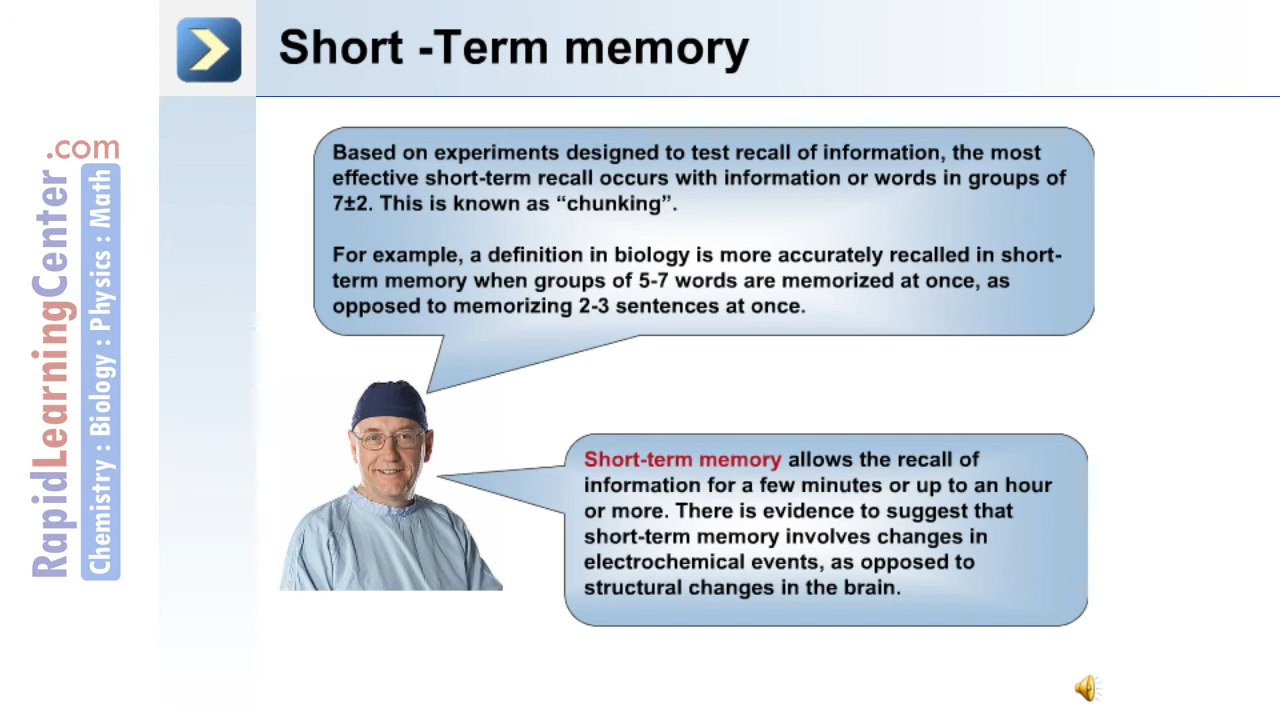 Short -Term memory
Based on experiments designed to test recall of information, the most
effective short-term recall occurs with information or words in groups of
7±2. This is known as “chunking”.
For example, a definition in biology is more accurately recalled in short-
term memory when groups of 5-7 words are memorized at once, as
opposed to memorizing 2-3 sentences at once.
Short-term memory allows the recall of
information for a few minutes or up to an hour
or more. There is evidence to suggest that
short-term memory involves changes in
electrochemical events, as opposed to
structural changes in the brain.
RapidLearningCenter.com
Chemistry : Biology : Physics : Math